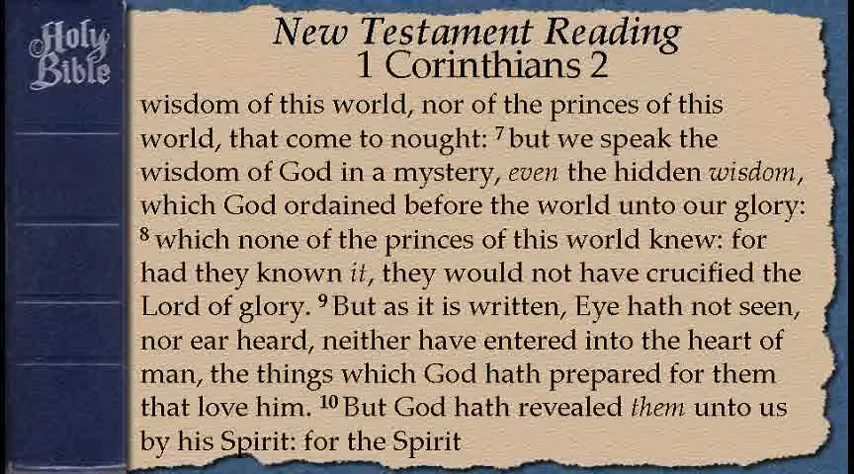 Holy
Bible
New Testament Reading
1 Corinthians 2
wisdom of this world, nor of the princes of this
world, that come to nought: 7 but we speak the
wisdom of God in a mystery, even the hidden wisdom,
which God ordained before the world unto our glory:
8 which none of the princes of this world knew: for
had they known it, they would not have crucified the
Lord of glory. 9 But as it is written, Eye hath not seen,
nor ear heard, neither have entered into the heart of
man, the things which God hath prepared for them
that love him. 10 But God hath revealed them unto us
by his Spirit: for the Spirit